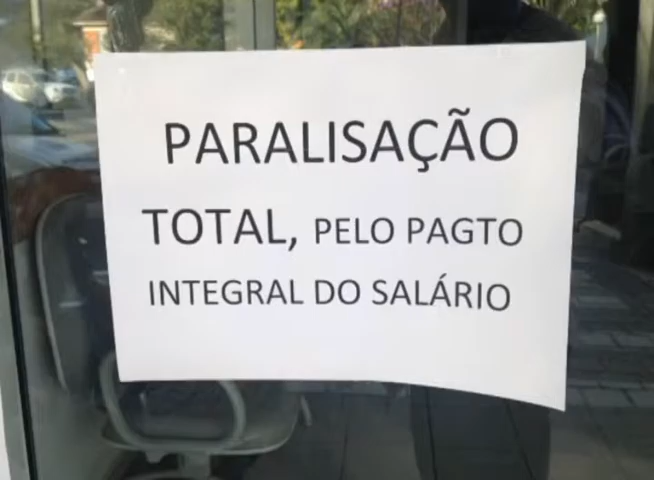 PARALISAÇÃO
TOTAL, PELO PAGTO
INTEGRAL DO SALÁRIO